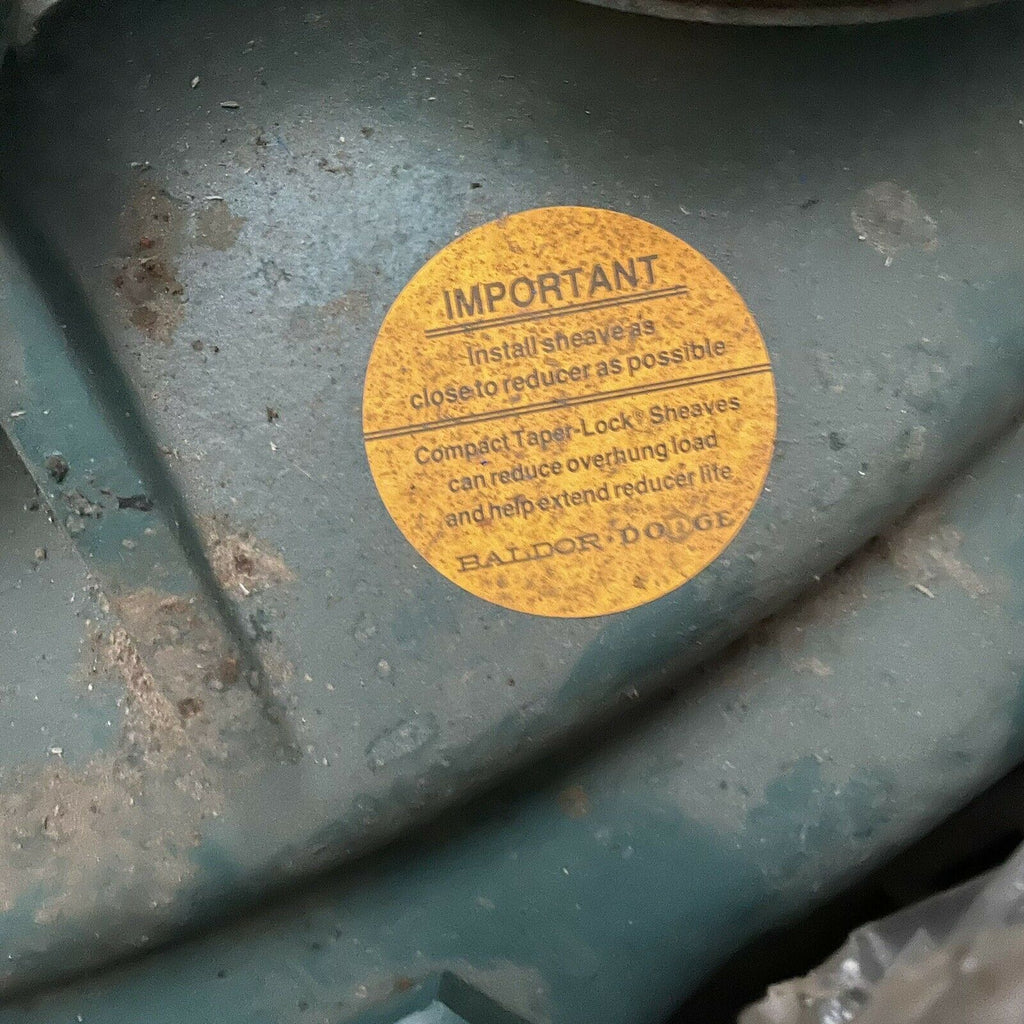 IMPORTANT
Install sheave as
close to reducer as possible
Compact Taper-Lock® Sheaves
can reduce overhung load
and help extend reducer life
BALDOR·DODGE